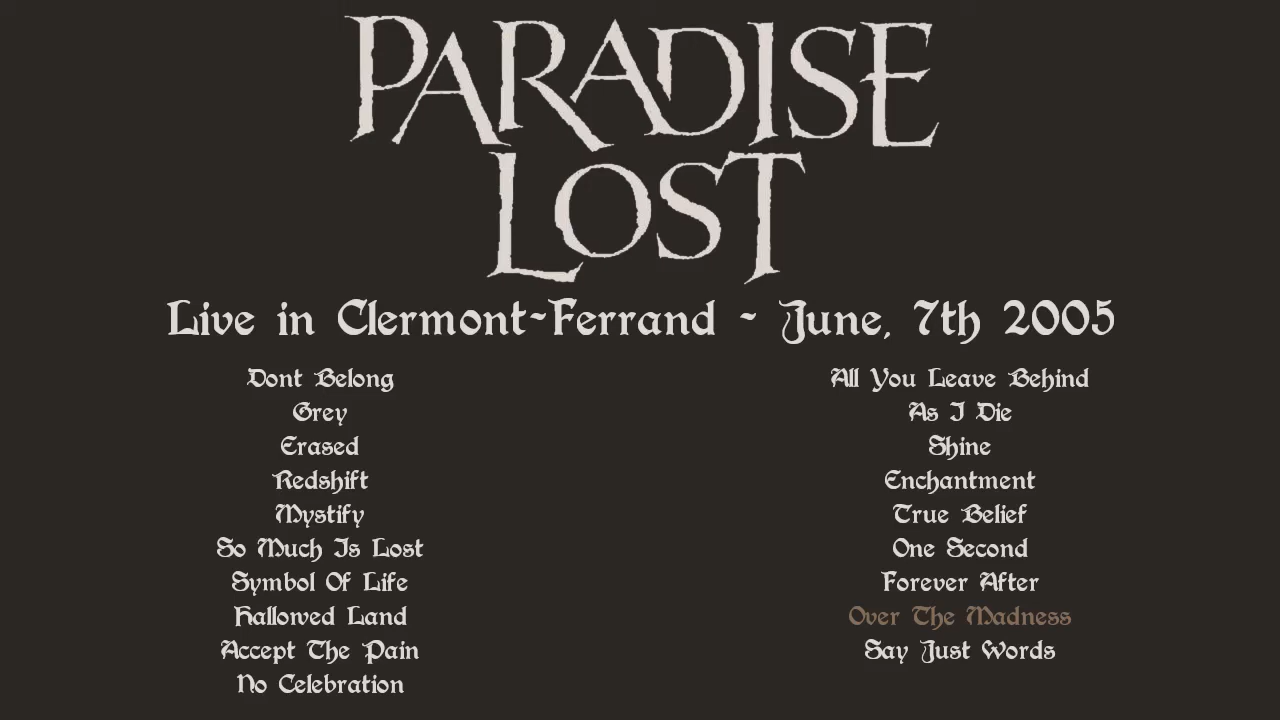 PARADISE
LOST
Live in Clermont-Ferrand - June, 7th 2005
Dont Belong
Grey
Erased
Redshift
Mystify
So Much Is Lost
Symbol Of Life
Hallowed Land
Accept The Pain
No Celebration
All You Leave Behind
As I Die
Shine
Enchantment
True Belief
One Second
Forever After
Over The Madness
Say Just Words